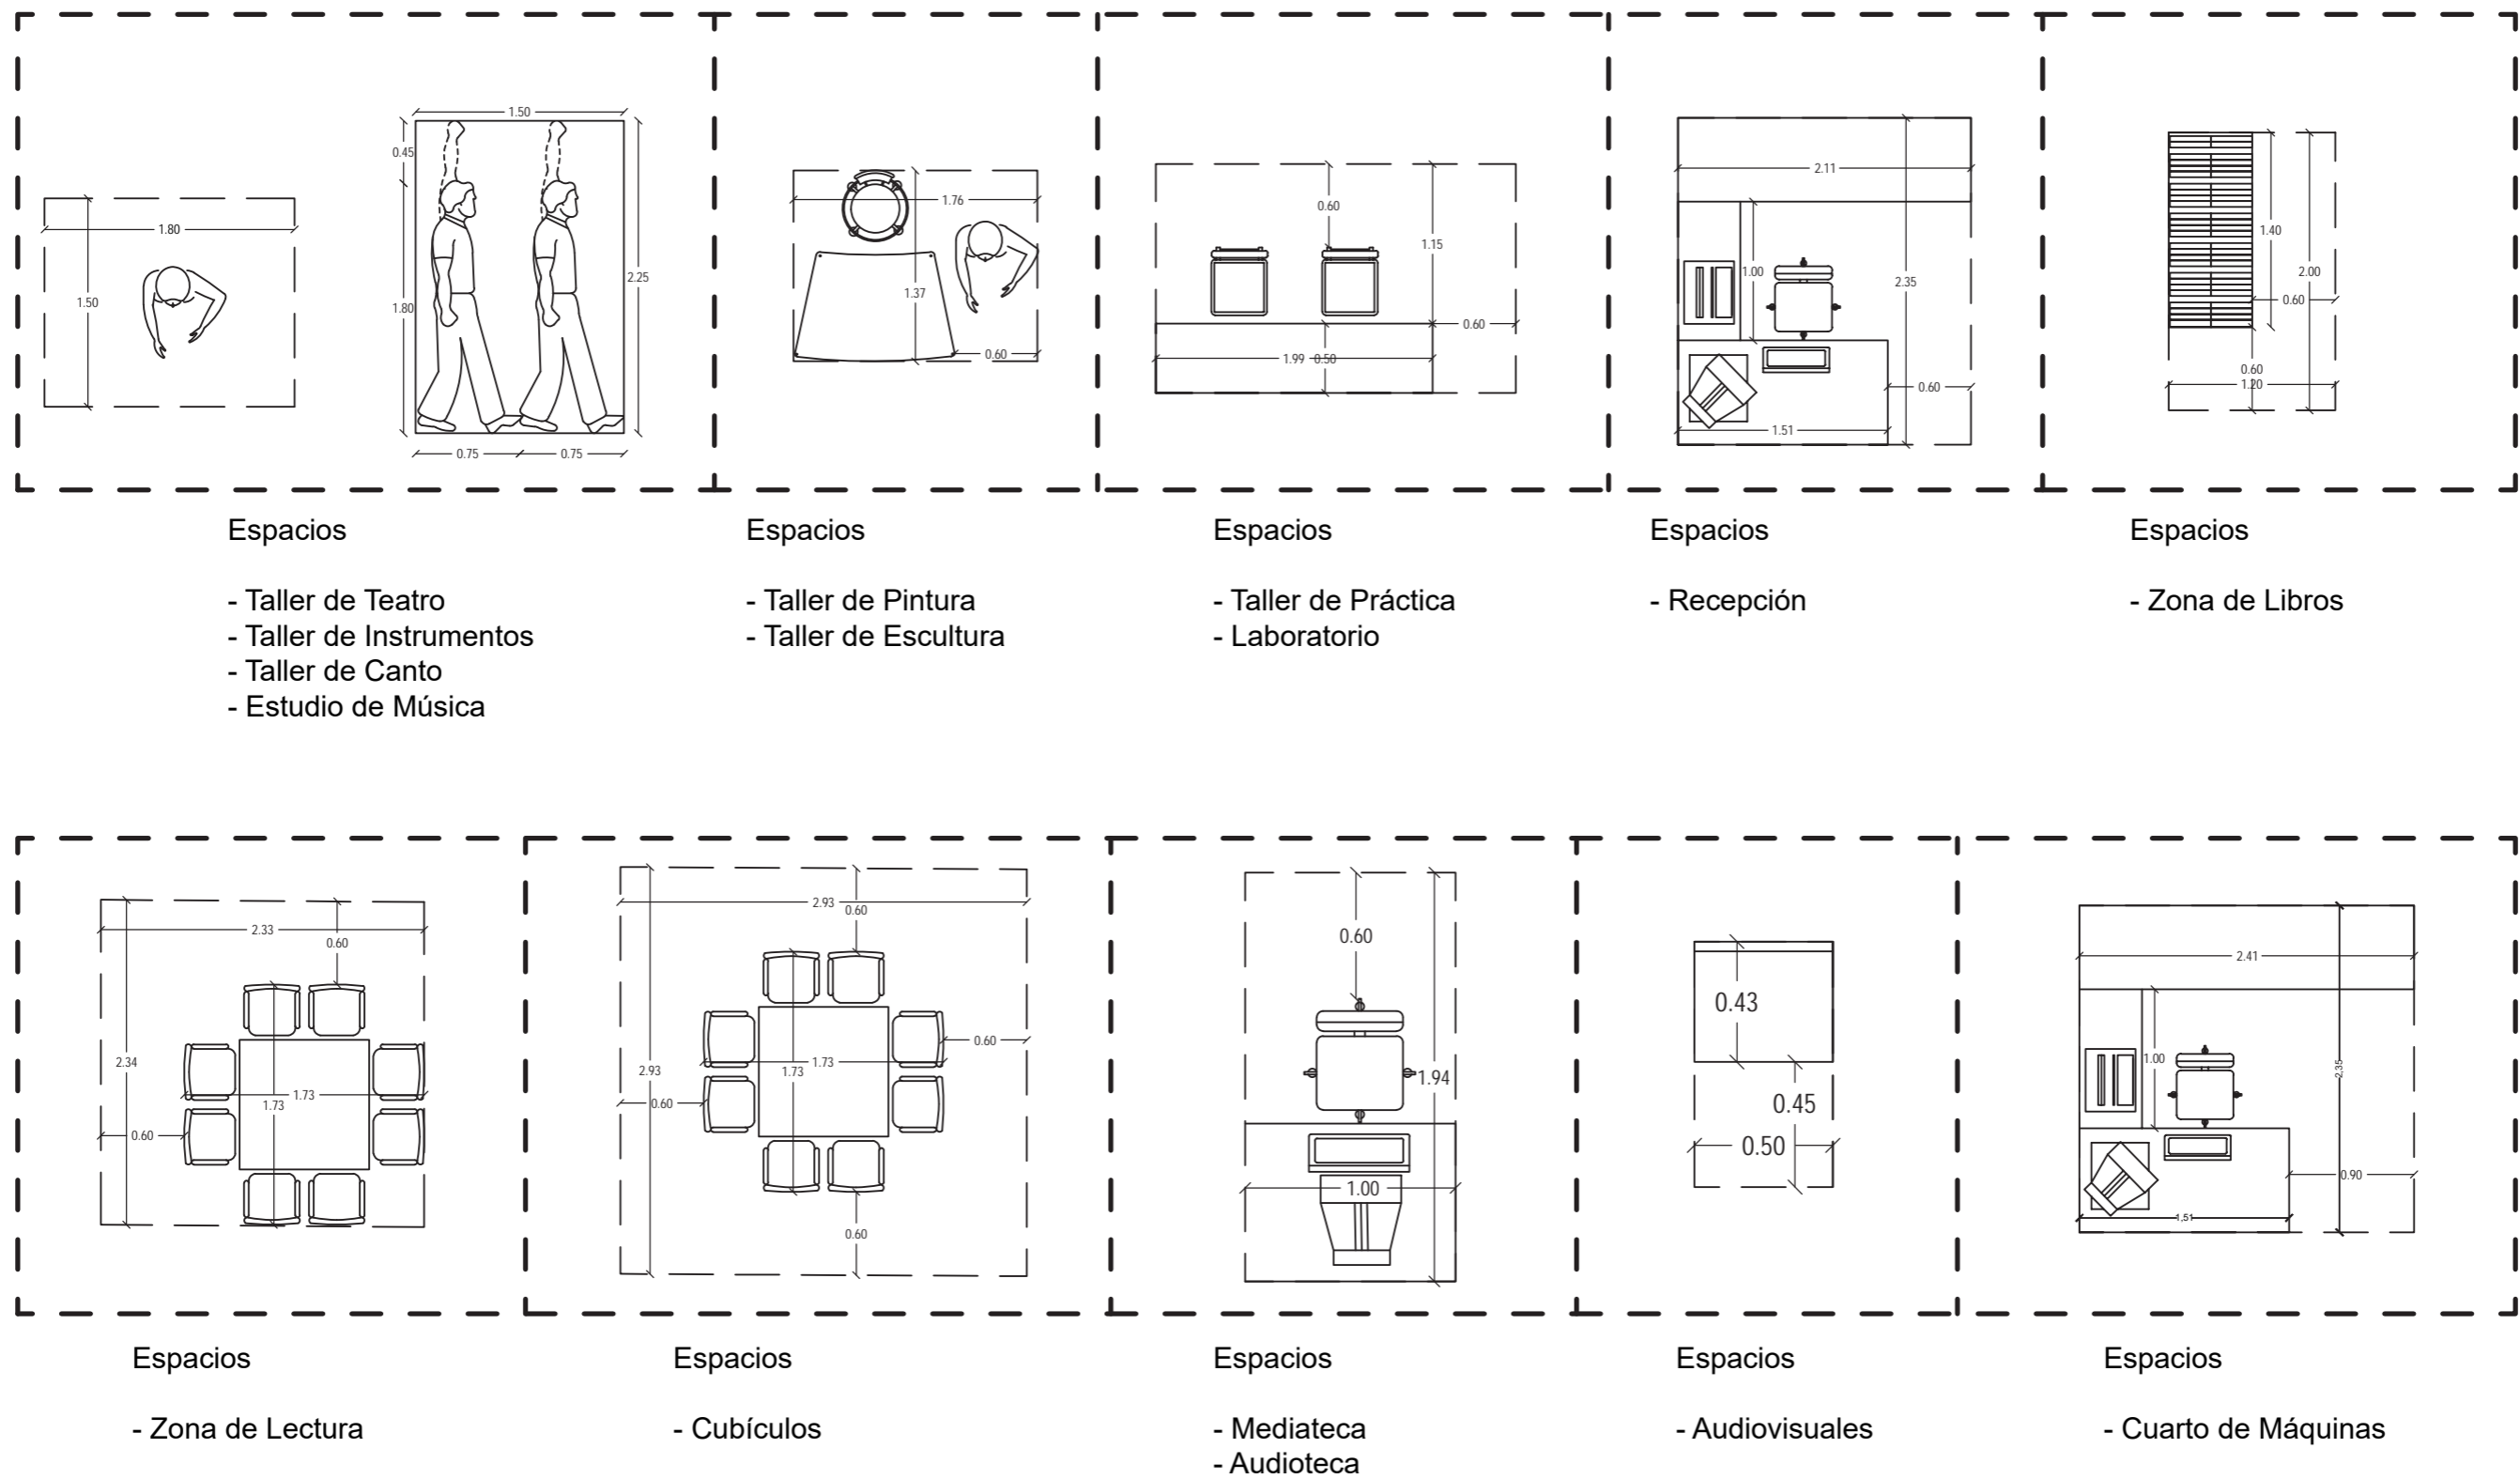 1.50
0.45
1.80
1.50
1.80
2.25
0.75
0.75
1.76
1.37
0.60
0.60
1.15
0.60
1.99
0.50
2.11
1.00
2.35
0.60
1.51
1.40
2.00
0.60
0.60
1.20
Espacios
- Taller de Teatro
- Taller de Instrumentos
- Taller de Canto
- Estudio de Música
Espacios
- Taller de Pintura
- Taller de Escultura
Espacios
- Taller de Práctica
- Laboratorio
Espacios
- Recepción
Espacios
- Zona de Libros
2.33
0.60
2.34
1.73
1.73
0.60
2.93
0.60
0.60
2.93
1.73
1.73
0.60
0.60
0.60
1.94
1.00
0.43
0.45
0.50
2.41
1.00
2.35
0.90
1.51
Espacios
- Zona de Lectura
Espacios
- Cubículos
Espacios
- Mediateca
- Audioteca
Espacios
- Audiovisuales
Espacios
- Cuarto de Máquinas